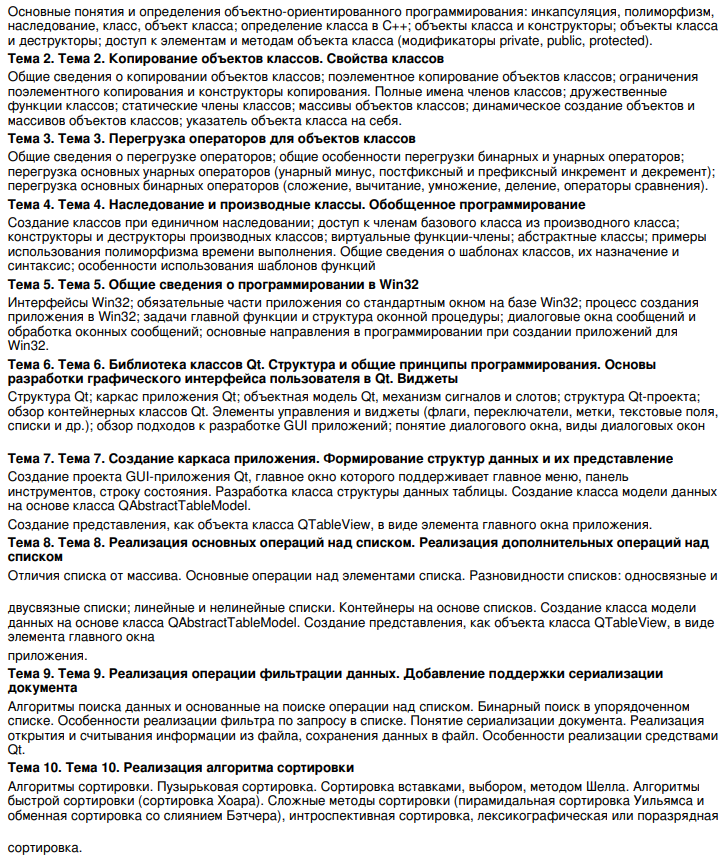 Основные понятия и определения объектно-ориентированного программирования: инкапсуляция, полиморфизм,
наследование, класс, объект класса; определение класса в С++; объекты класса и конструкторы; объекты класса
и деструкторы; доступ к элементам и методам объекта класса (модификаторы private, public, protected).
Тема 2. Тема 2. Копирование объектов классов. Свойства классов
Общие сведения о копировании объектов классов; поэлементное копирование объектов классов; ограничения
поэлементного копирования и конструкторы копирования. Полные имена членов классов; дружественные
функции классов; статические члены классов; массивы объектов классов; динамическое создание объектов и
массивов объектов классов; указатель объекта класса на себя.
Тема 3. Тема 3. Перегрузка операторов для объектов классов
Общие сведения о перегрузке операторов; общие особенности перегрузки бинарных и унарных операторов;
перегрузка основных унарных операторов (унарный минус, постфиксный и префиксный инкремент и декремент);
перегрузка основных бинарных операторов (сложение, вычитание, умножение, деление, операторы сравнения).
Тема 4. Тема 4. Наследование и производные классы. Обобщенное программирование
Создание классов при единичном наследовании; доступ к членам базового класса из производного класса;
конструкторы и деструкторы производных классов; виртуальные функции-члены; абстрактные классы; примеры
использования полиморфизма времени выполнения. Общие сведения о шаблонах классов, их назначение и
синтаксис; особенности использования шаблонов функций
Тема 5. Тема 5. Общие сведения о программировании в Win32
Интерфейсы Win32; обязательные части приложения со стандартным окном на базе Win32; процесс создания
приложения в Win32; задачи главной функции и структура оконной процедуры; диалоговые окна сообщений и
обработка оконных сообщений; основные направления в программировании при создании приложений для
Win32.
Тема 6. Тема 6. Библиотека классов Qt. Структура и общие принципы программирования. Основы
разработки графического интерфейса пользователя в Qt. Виджеты
Структура Qt; каркас приложения Qt; объектная модель Qt, механизм сигналов и слотов; структура Qt-проекта;
обзор контейнерных классов Qt. Элементы управления и виджеты (флаги, переключатели, метки, текстовые поля,
списки и др.); обзор подходов к разработке GUI приложений; понятие диалогового окна, виды диалоговых окон
Тема 7. Тема 7. Создание каркаса приложения. Формирование структур данных и их представление
Создание проекта GUI-приложения Qt, главное окно которого поддерживает главное меню, панель
инструментов, строку состояния. Разработка класса структуры данных таблицы. Создание класса модели данных
на основе класса QAbstractTableModel.
Создание представления, как объекта класса QTableView, в виде элемента главного окна приложения.
Тема 8. Тема 8. Реализация основных операций над списком. Реализация дополнительных операций над
списком
Отличия списка от массива. Основные операции над элементами списка. Разновидности списков: односвязные и
двусвязные списки; линейные и нелинейные списки. Контейнеры на основе списков. Создание класса модели
данных на основе класса QAbstractTableModel. Создание представления, как объекта класса QTableView, в виде
элемента главного окна
приложения.
Тема 9. Тема 9. Реализация операции фильтрации данных. Добавление поддержки сериализации
документа
Алгоритмы поиска данных и основанные на поиске операции над списком. Бинарный поиск в упорядоченном
списке. Особенности реализации фильтра по запросу в списке. Понятие сериализации документа. Реализация
открытия и считывания информации из файла, сохранения данных в файл. Особенности реализации средствами
Qt.
Тема 10. Тема 10. Реализация алгоритма сортировки
Алгоритмы сортировки. Пузырьковая сортировка. Сортировка вставками, выбором, методом Шелла. Алгоритмы
быстрой сортировки (сортировка Хоара). Сложные методы сортировки (пирамидальная сортировка Уильямса и
обменная сортировка со слиянием Бэтчера), интроспективная сортировка, лексикографическая или поразрядная
сортировка.